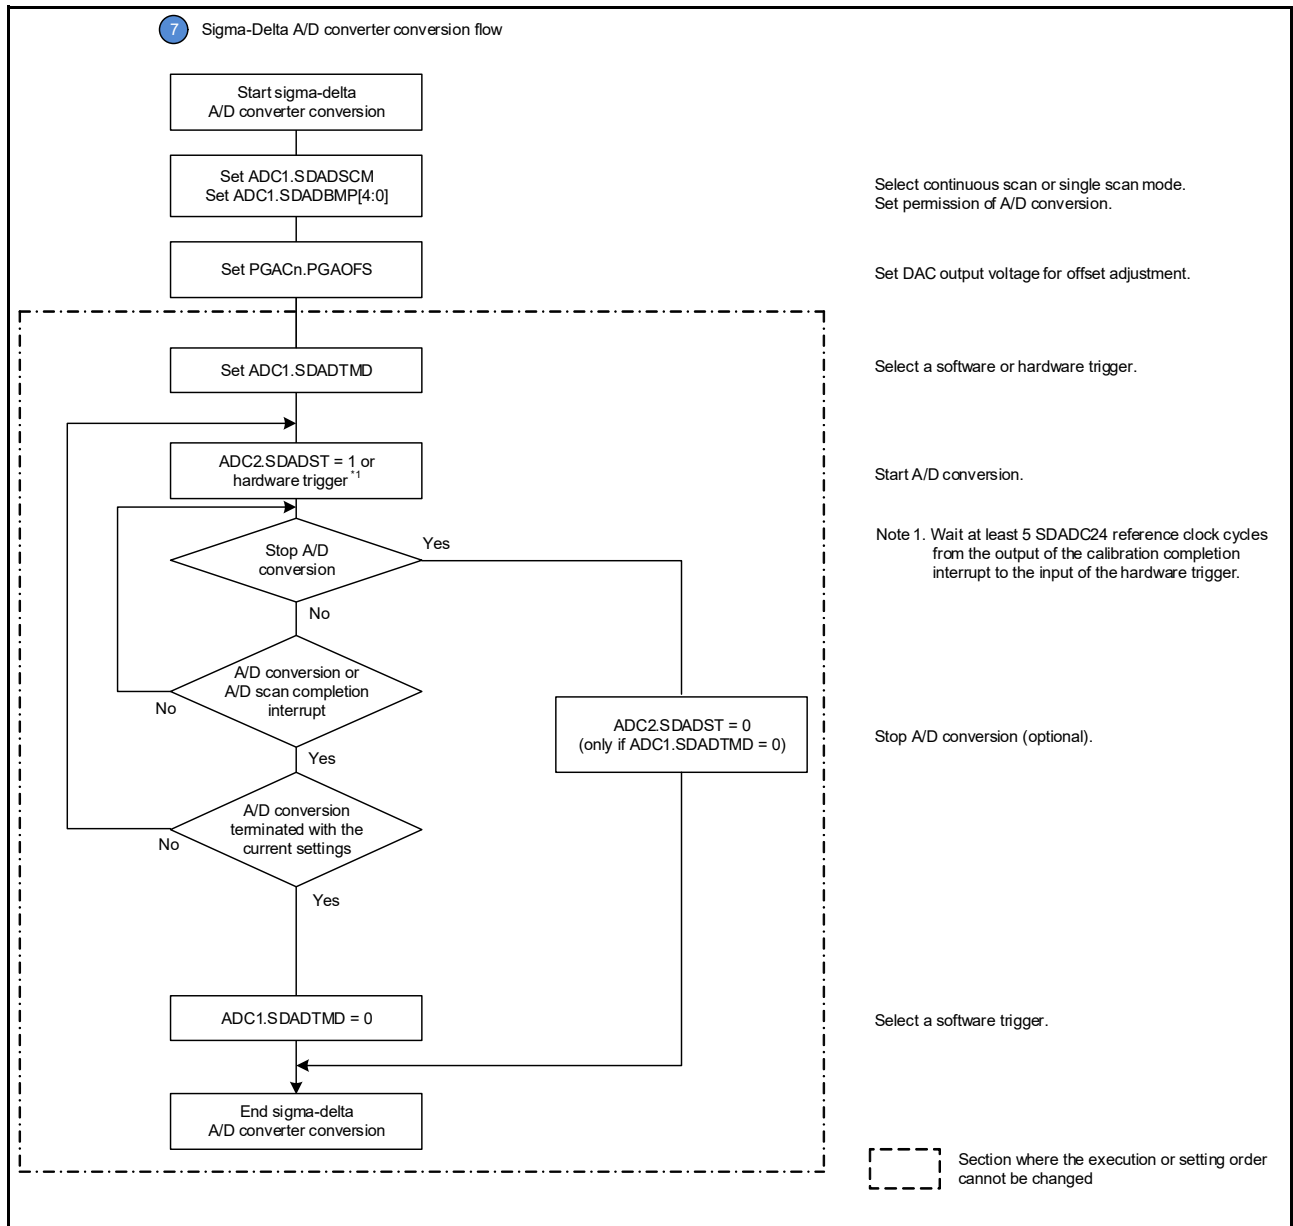 7 Sigma-Delta A/D converter conversion flow
Start sigma-delta
A/D converter conversion
Set ADC1.SDADSCM
Set ADC1.SDADBMP[4:0]
Select continuous scan or single scan mode.
Set permission of A/D conversion.
Set PGACn.PGAOFS
Set DAC output voltage for offset adjustment.
Set ADC1.SDADTMD
Select a software or hardware trigger.
ADC2.SDADST = 1 or
hardware trigger *1
Start A/D conversion.
Stop A/D
conversion
Yes
No
Note 1. Wait at least 5 SDADC24 reference clock cycles
from the output of the calibration completion
interrupt to the input of the hardware trigger.
A/D conversion or
A/D scan completion
interrupt
No
Yes
ADC2.SDADST = 0
(only if ADC1.SDADTMD = 0)
Stop A/D conversion (optional).
A/D conversion
terminated with the
current settings
No
Yes
ADC1.SDADTMD = 0
Select a software trigger.
End sigma-delta
A/D converter conversion
Section where the execution or setting order
cannot be changed